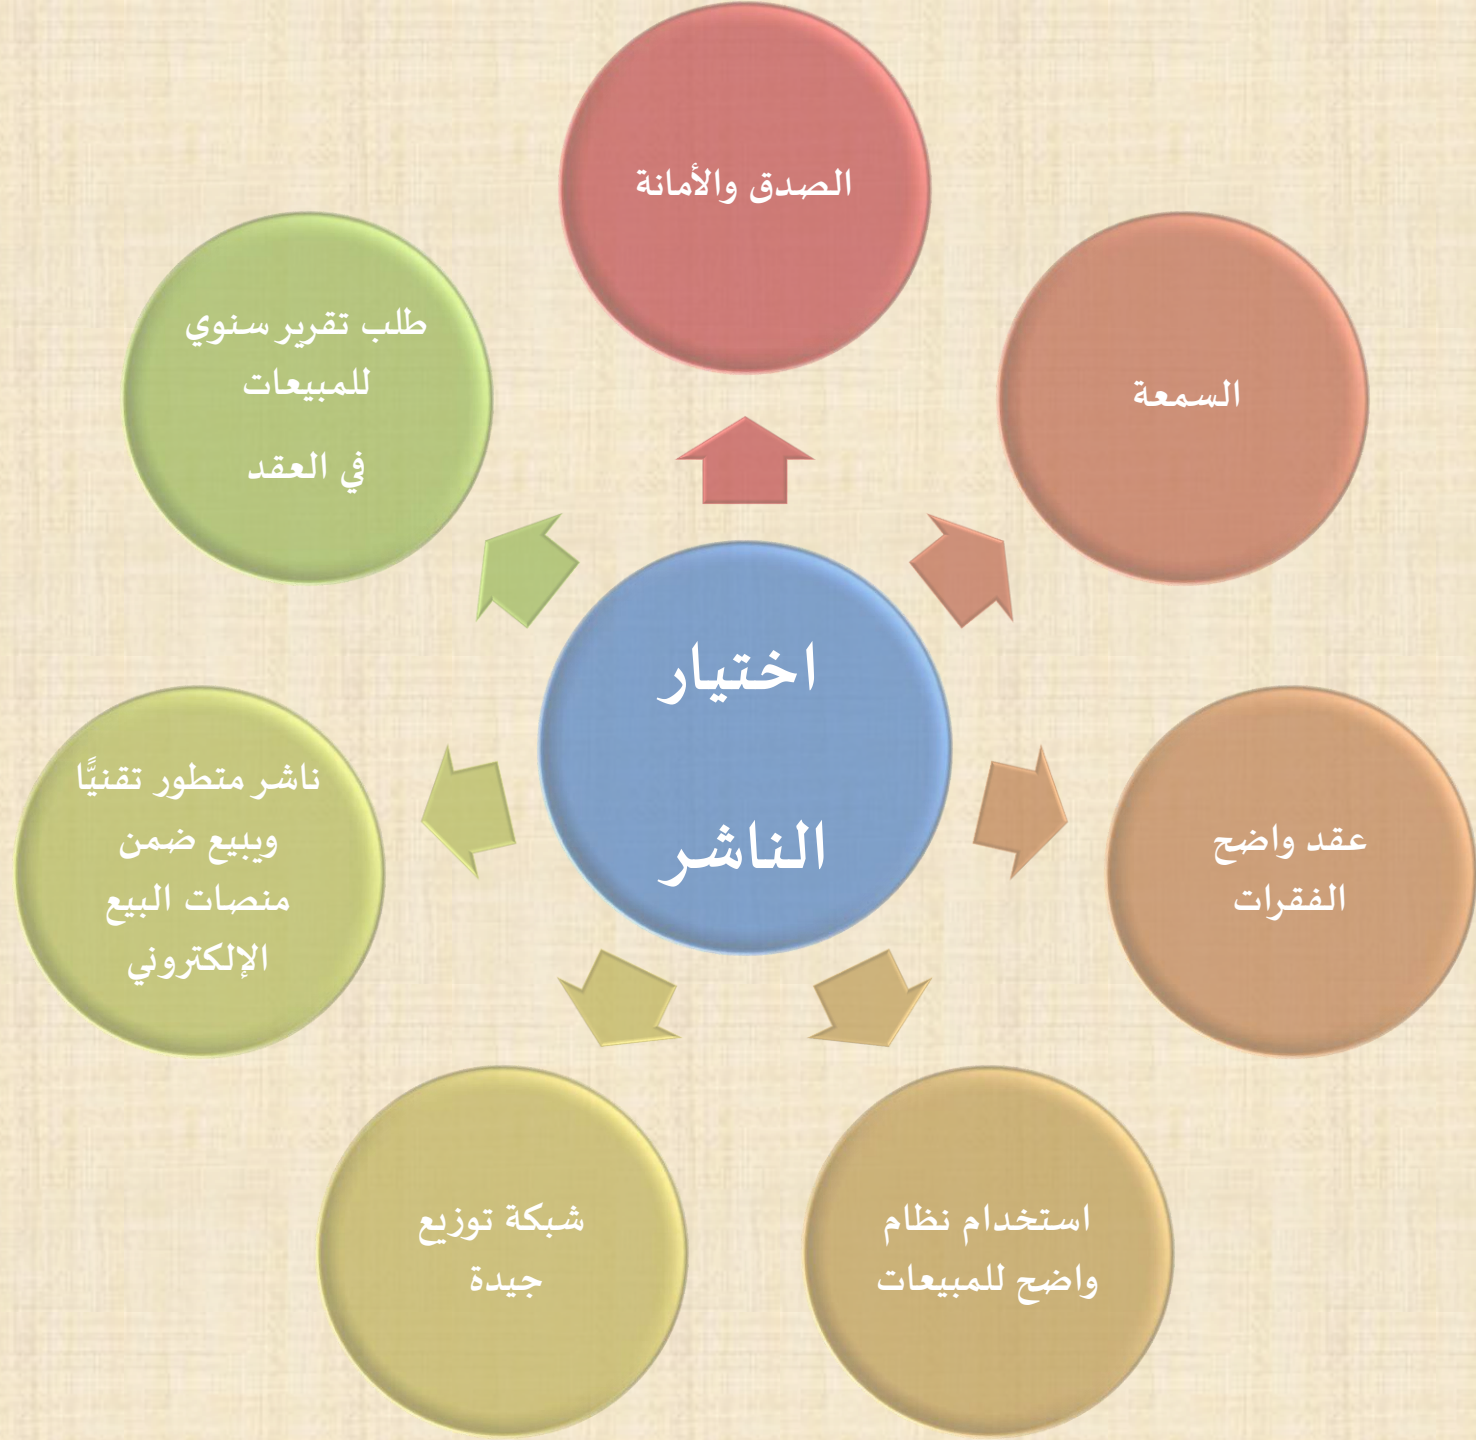 الصدق والأمانة
السمعة
عقد واضح
الفقرات
استخدام نظام
واضح للمبيعات
شبكة توزيع
جيدة
ناشر متطور تقنيًّا
ويبيع ضمن
منصات البيع
الإلكتروني
طلب تقرير سنوي
للمبيعات
في العقد
اختيار
الناشر